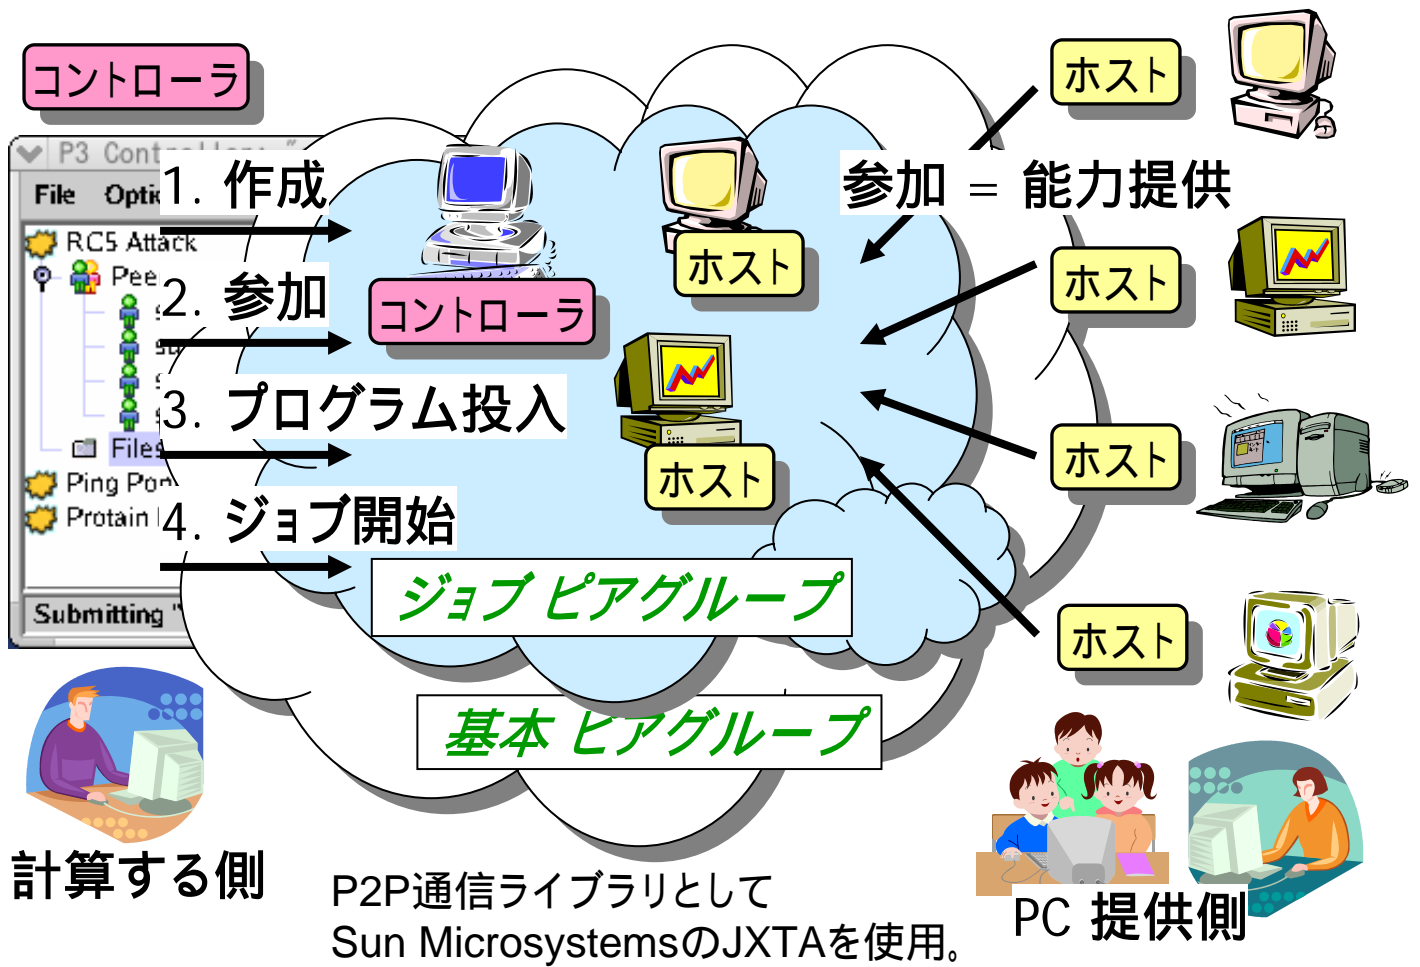 コントローラ
P3
File
RC5 Attack
Files
Ping
Protain
Submitting
1. 作成
2. 参加
3. プログラム投入
4. ジョブ開始
コントローラ
ホスト
ホスト
参加 = 能力提供
ホスト
ホスト
ホスト
ホスト
ジョブ ピアグループ
基本 ピアグループ
計算する側
PC 提供側
P2P通信ライブラリとして
Sun MicrosystemsのJXTAを使用。